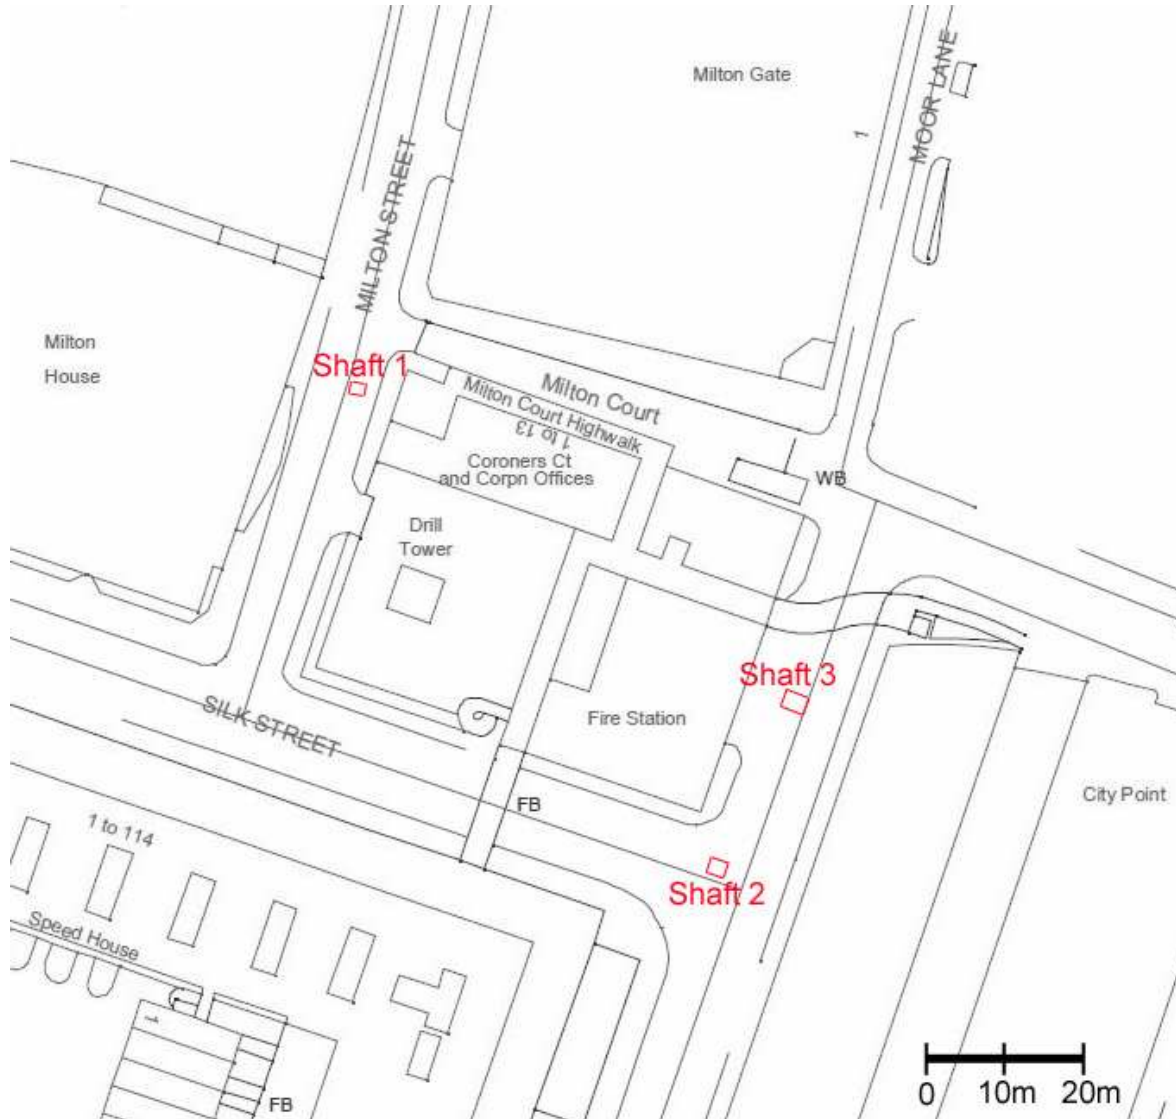 Milton Gate
MOOR LANE
1
MILTON STREET
Milton
House
Shaft 1
Milton Court
Milton Court Highwalk
1 to 13
Coroners Ct
and Corpn Offices
WB
Drill
Tower
Shaft 3
SILK STREET
Fire Station
City Point
FB
1 to 114
Shaft 2
Speed House
1
FB
0 10m 20m